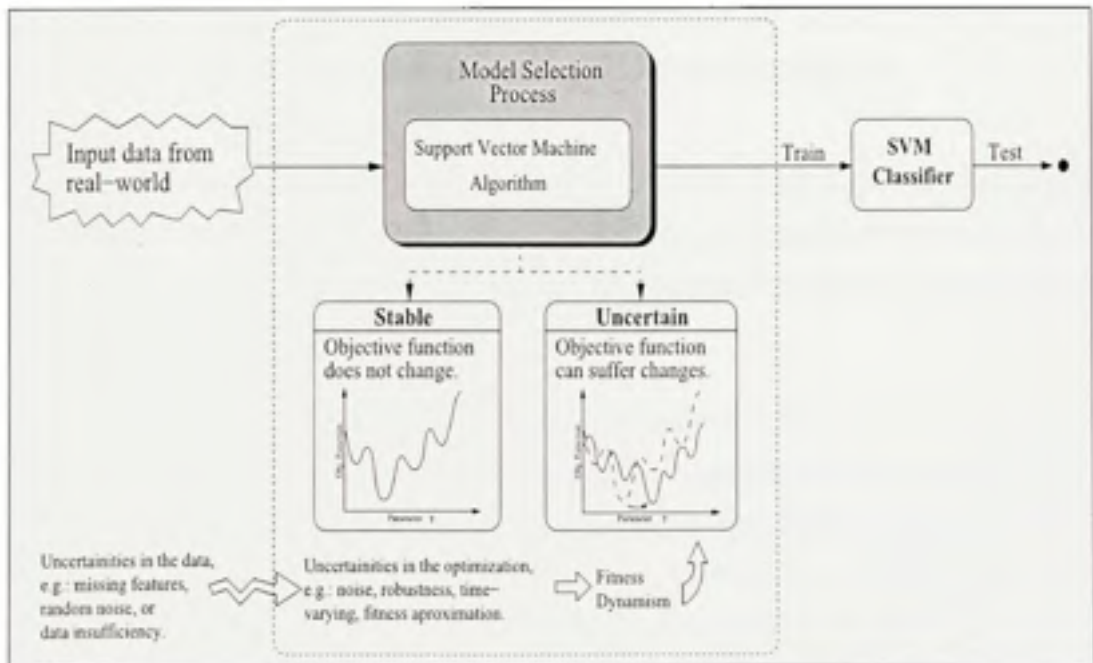 Model Selection
Process
Support Vector Machine
Algorithm
Input data from
real-world
Train
SVM
Classifier
Test
Stable
Objective function
does not change.
Uncertain
Objective function
can suffer changes.
Parameter
Parameter
Uncertainities in the data,
e.g.: missing features,
random noise, or
data insufficiency.
Uncertainities in the optimization,
e.g.: noise, robustness, time-
varying, fitness aproximation.
Fitness
Dynamism